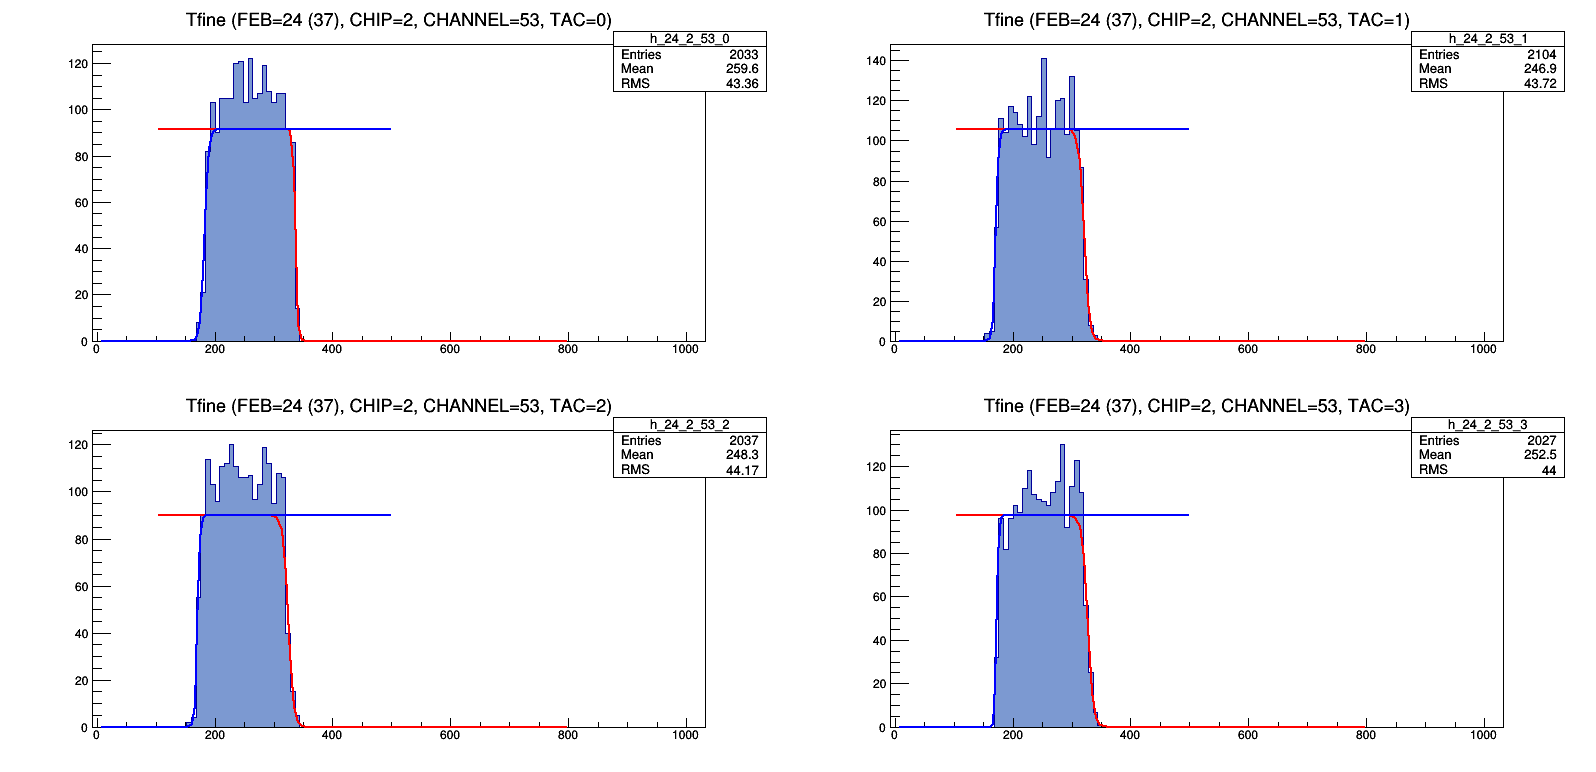 Tfine (FEB=24 (37), CHIP=2, CHANNEL=53, TAC=0)
h_24_2_53_0
Entries 2033
Mean 259.6
RMS 43.36
120
100
80
60
40
20
0
0 200 400 600 800 1000
Tfine (FEB=24 (37), CHIP=2, CHANNEL=53, TAC=1)
h_24_2_53_1
Entries 2104
Mean 246.9
RMS 43.72
140
120
100
80
60
40
20
0
0 200 400 600 800 1000
Tfine (FEB=24 (37), CHIP=2, CHANNEL=53, TAC=2)
h_24_2_53_2
Entries 2037
Mean 248.3
RMS 44.17
120
100
80
60
40
20
0
0 200 400 600 800 1000
Tfine (FEB=24 (37), CHIP=2, CHANNEL=53, TAC=3)
h_24_2_53_3
Entries 2027
Mean 252.5
RMS 44
120
100
80
60
40
20
0
0 200 400 600 800 1000